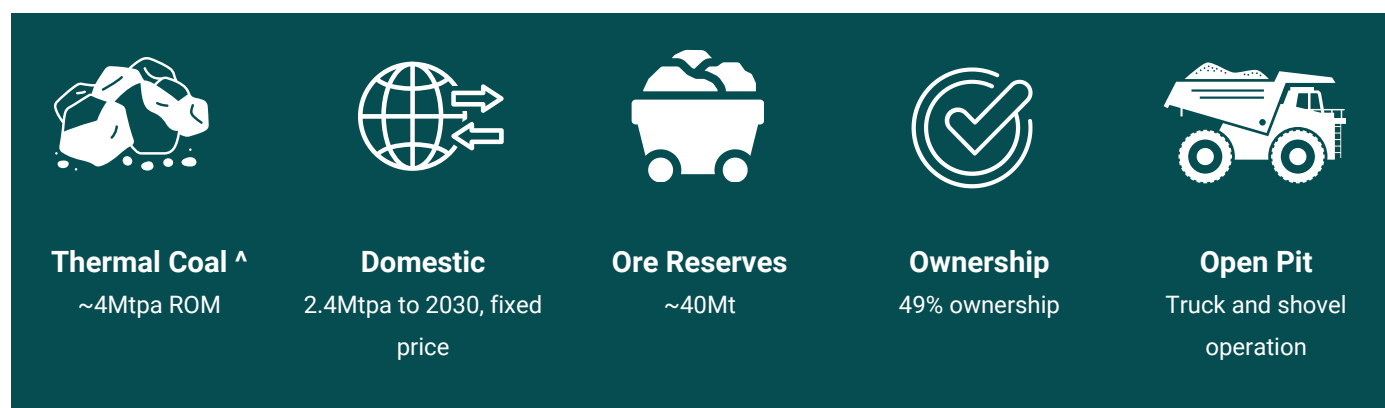 Thermal Coal ^
~4Mtpa ROM
Domestic
2.4Mtpa to 2030, fixed
price
Ore Reserves
~40Mt
Ownership
49% ownership
Open Pit
Truck and shovel
operation